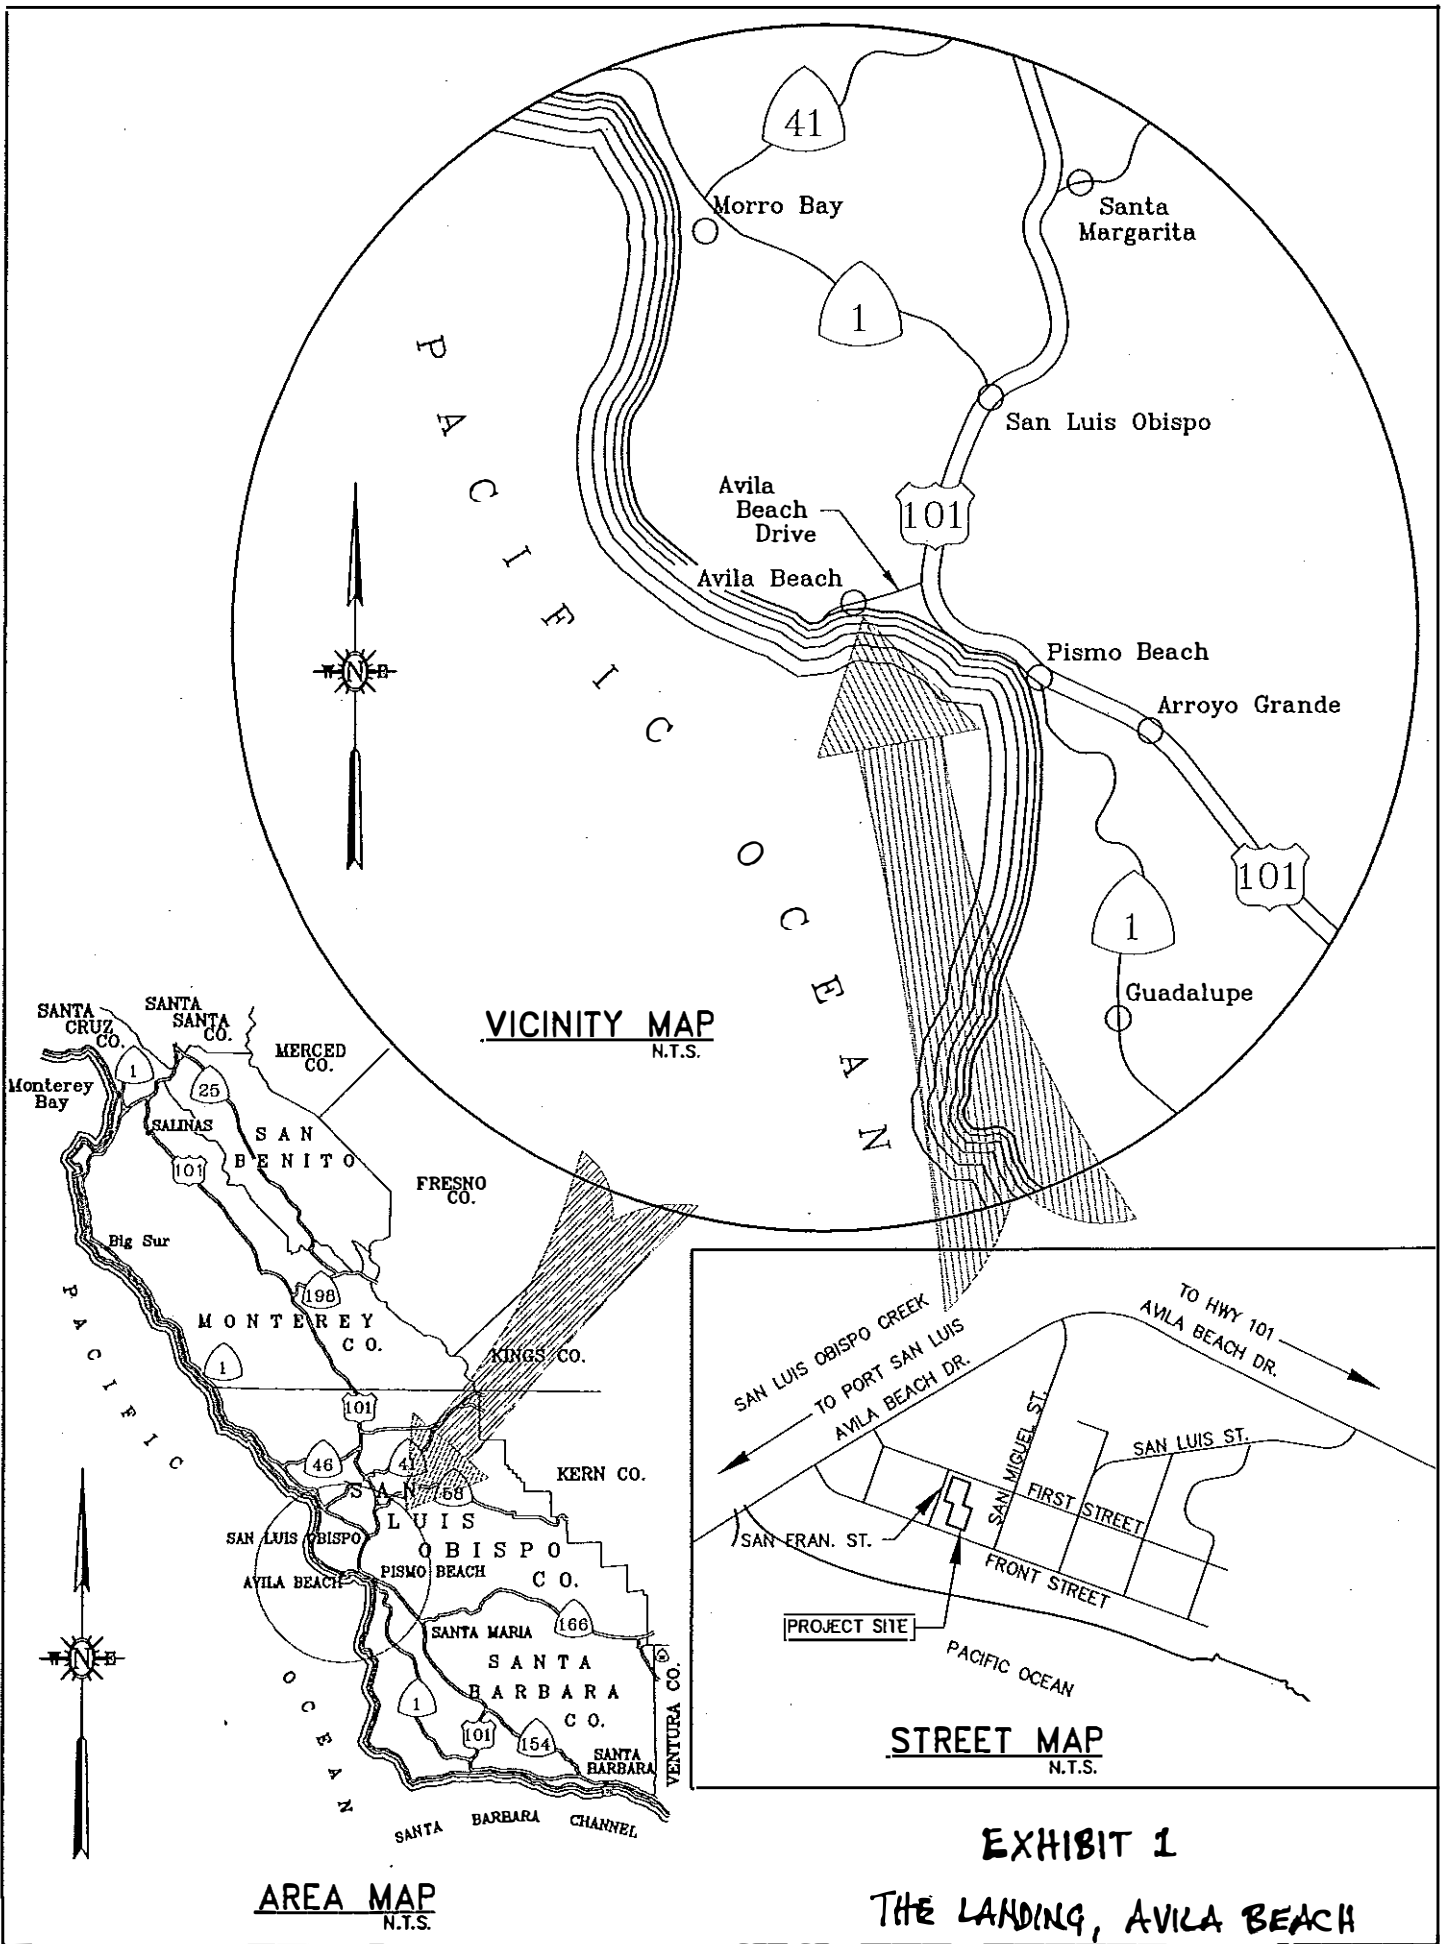 41
Morro Bay
Santa
Margarita
1
San Luis Obispo
101
Avila
Beach
Drive
Avila Beach
Pismo Beach
Arroyo Grande
101
1
Guadalupe
PACIFIC OCEAN
W N E
VICINITY MAP
N.T.S.
SANTA
CRUZ
CO.
SANTA
SANTA
CO.
MERCED
CO.
Monterey
Bay
1
25
SALINAS
SAN
BENITO
101
FRESNO
CO.
Big Sur
198
MONTEREY
CO.
KINGS CO.
1
101
46
41
58
KERN CO.
SAN
LUIS
OBISPO
CO.
SAN LUIS OBISPO
AVILA BEACH
PISMO BEACH
166
SANTA MARIA
SANTA
BARBARA
CO.
1
101
154
SANTA
BARBARA
VENTURA CO.
PACIFIC
OCEAN
SANTA BARBARA CHANNEL
W N E
AREA MAP
N.T.S.
SAN LUIS OBISPO CREEK
TO PORT SAN LUIS
AVILA BEACH DR.
TO HWY 101
AVILA BEACH DR.
SAN MIGUEL ST.
SAN LUIS ST.
FIRST STREET
SAN FRAN. ST.
FRONT STREET
PROJECT SITE
PACIFIC OCEAN
STREET MAP
N.T.S.
EXHIBIT 1
THE LANDING, AVILA BEACH